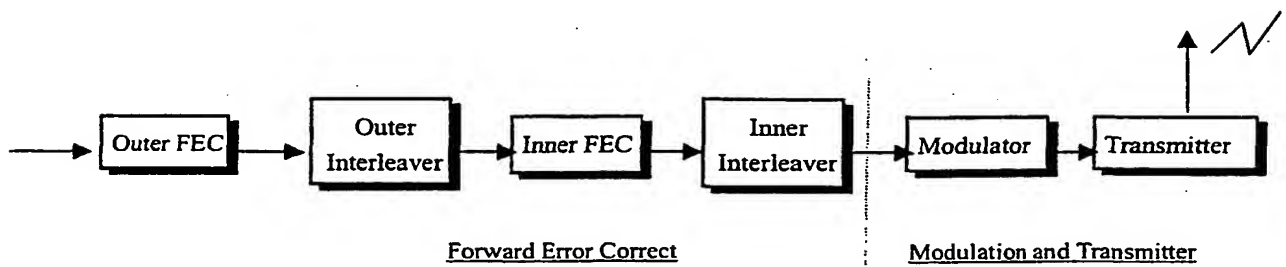 Outer FEC
Outer
Interleaver
Inner FEC
Inner
Interleaver
Modulator
Transmitter
Forward Error Correct
Modulation and Transmitter